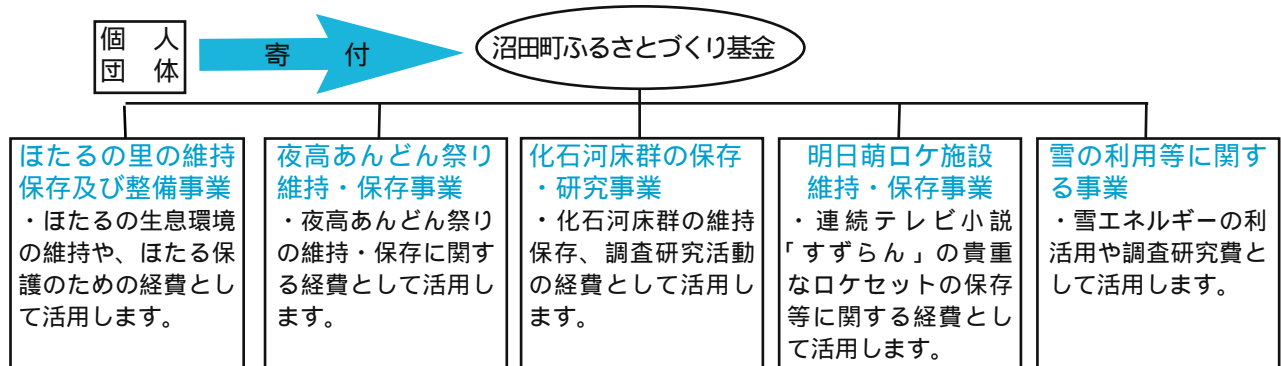 個 人
団 体
寄 付
沼田町ふるさとづくり基金
ほたるの里の維持
保存及び整備事業
・ほたるの生息環境
の維持や、ほたる保
護のための経費とし
て活用します。
夜高あんどん祭り
維持・保存事業
・夜高あんどん祭り
の維持・保存に関す
る経費として活用し
ます。
化石河床群の保存
・研究事業
・化石河床群の維持
保存、調査研究活動
の経費として活用し
ます。
明日萌ロケ施設
維持・保存事業
・連続テレビ小説
「すずらん」の貴重
なロケセットの保存
等に関する経費とし
て活用します。
雪の利用等に関す
る事業
・雪エネルギーの利
活用や調査研究費と
して活用します。